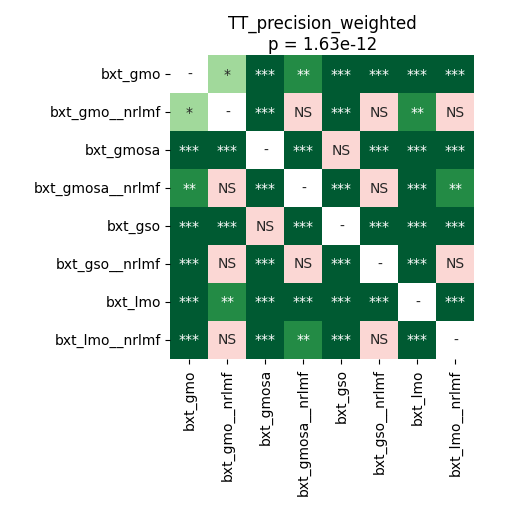 TT_precision_weighted
p = 1.63e-12
bxt_gmo - * *** ** *** *** *** ***
bxt_gmo__nrlmf * - *** NS *** NS ** NS
bxt_gmosa *** *** - *** NS *** *** ***
bxt_gmosa__nrlmf ** NS *** - *** NS *** **
bxt_gso *** *** NS *** - *** *** ***
bxt_gso__nrlmf *** NS *** NS *** - *** NS
bxt_lmo *** ** *** *** *** *** - ***
bxt_lmo__nrlmf *** NS *** ** *** NS *** -
bxt_gmo
bxt_gmo__nrlmf
bxt_gmosa
bxt_gmosa__nrlmf
bxt_gso
bxt_gso__nrlmf
bxt_lmo
bxt_lmo__nrlmf